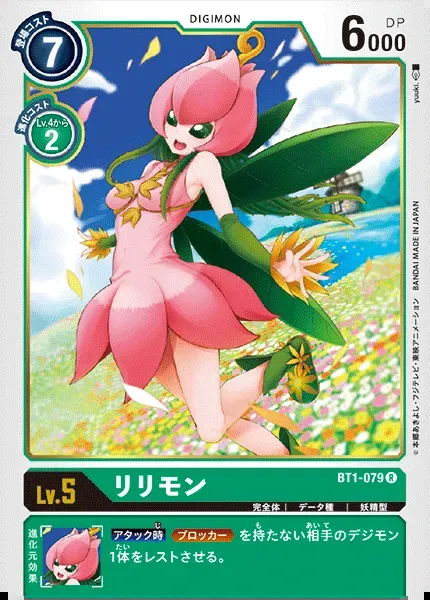 DIGIMON
登場コスト
7
6000
DP
進化コスト
Lv.4から
2
yuuki.
© 本郷あきよし・フジテレビ・東映アニメーション BANDAI MADE IN JAPAN
BT1-079 R
Lv.5
リリモン
完全体 | データ種 | 妖精型
進化元効果
アタック時 ブロッカー を持たない相手のデジモン
1体をレストさせる。